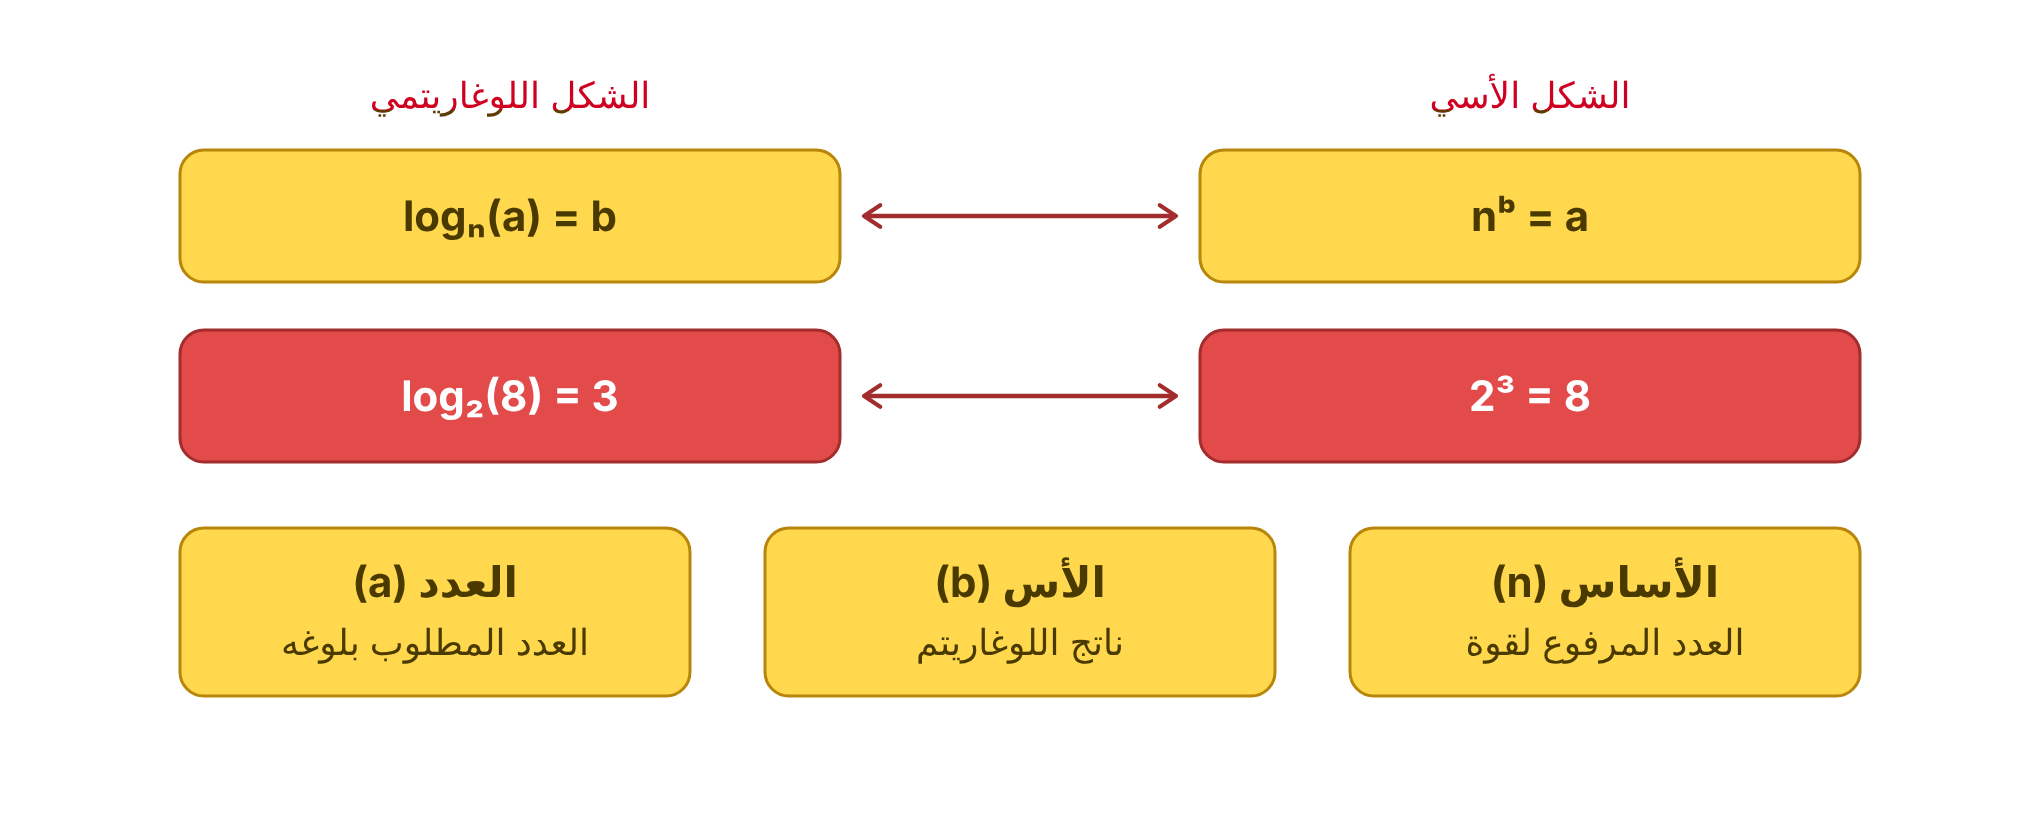 الشكل الأسي
الشكل اللوغاريتمي
nᵇ = a
logₙ(a) = b
2³ = 8
log₂(8) = 3
الأساس (n)
العدد المرفوع لقوة
الأس (b)
ناتج اللوغاريتم
العدد (a)
العدد المطلوب بلوغه